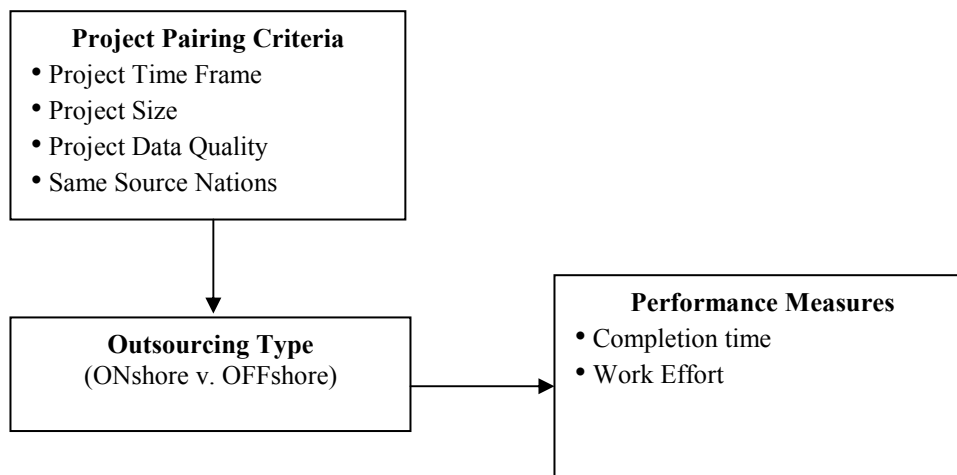 Project Pairing Criteria
• Project Time Frame
• Project Size
• Project Data Quality
• Same Source Nations
Outsourcing Type
(ONshore v. OFFshore)
Performance Measures
• Completion time
• Work Effort